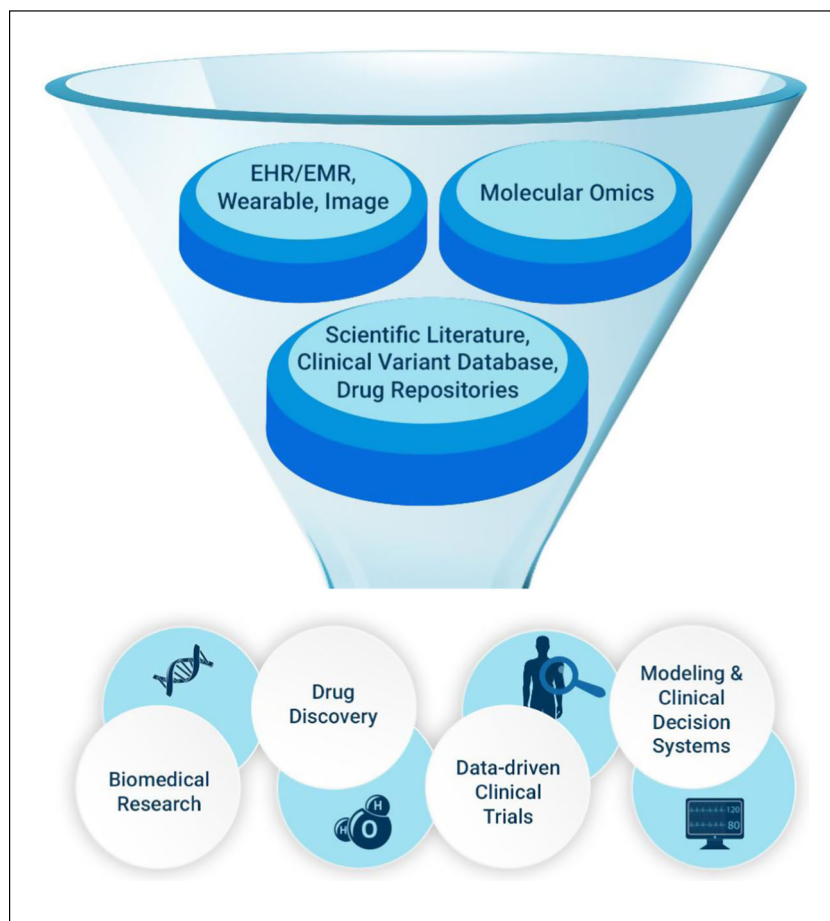 EHR/EMR,
Wearable, Image
Molecular Omics
Scientific Literature,
Clinical Variant Database,
Drug Repositories
Biomedical
Research
Drug
Discovery
H
H
O
Data-driven
Clinical
Trials
Modeling &
Clinical
Decision
Systems
120
80